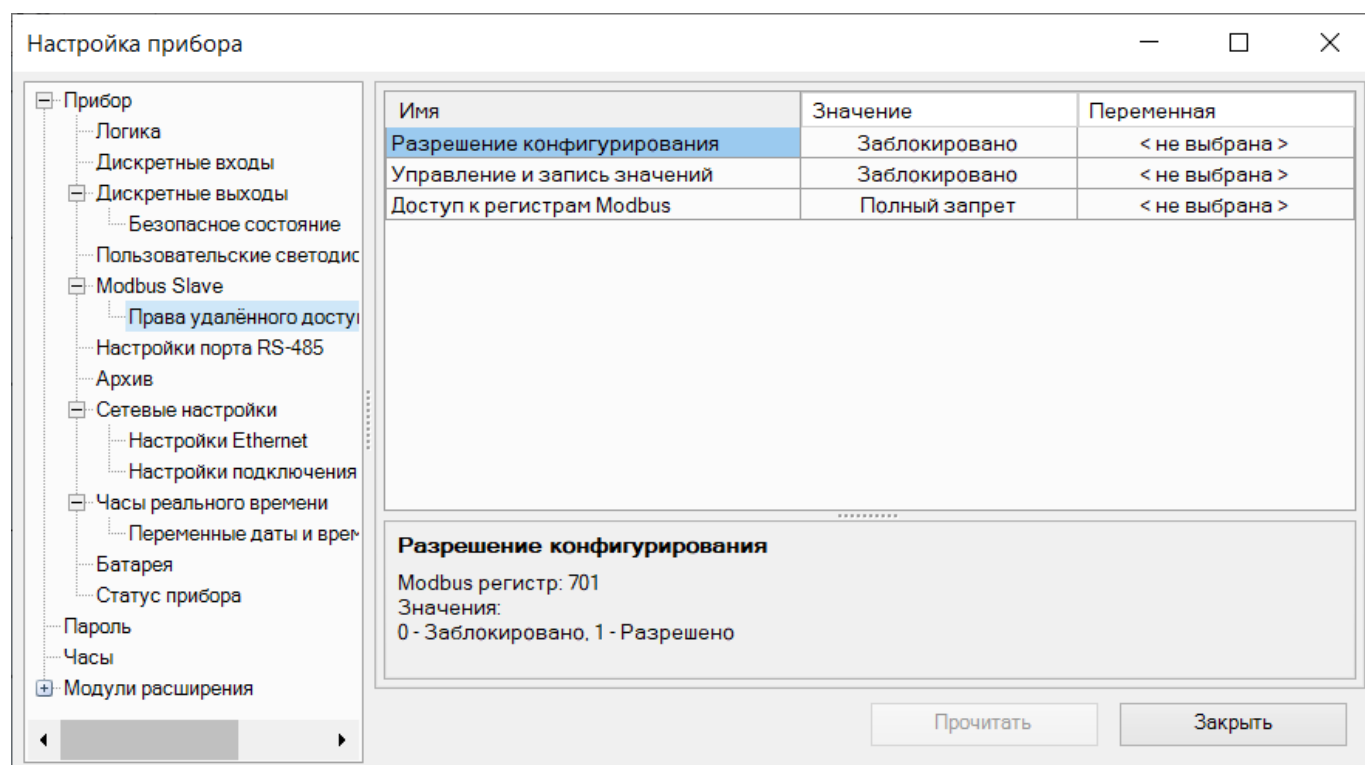 Настройка прибора
Прибор
Логика
Дискретные входы
Дискретные выходы
Безопасное состояние
Пользовательские светодис
Modbus Slave
Права удалённого досту
Настройки порта RS-485
Архив
Сетевые настройки
Настройки Ethernet
Настройки подключения
Часы реального времени
Переменные даты и врем
Батарея
Статус прибора
Пароль
Часы
Модули расширения
Имя Значение Переменная
Разрешение конфигурирования Заблокировано < не выбрана >
Управление и запись значений Заблокировано < не выбрана >
Доступ к регистрам Modbus Полный запрет < не выбрана >
Разрешение конфигурирования
Modbus регистр: 701
Значения:
0 - Заблокировано, 1 - Разрешено
Прочитать Закрыть